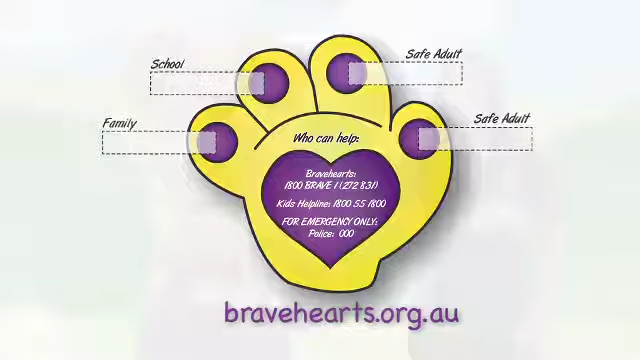 School
Safe Adult
Family
Safe Adult
Who can help:
Bravehearts:
1800 BRAVE 1 (272 831)
Kids Helpline: 1800 55 1800
FOR EMERGENCY ONLY:
Police: 000
bravehearts.org.au